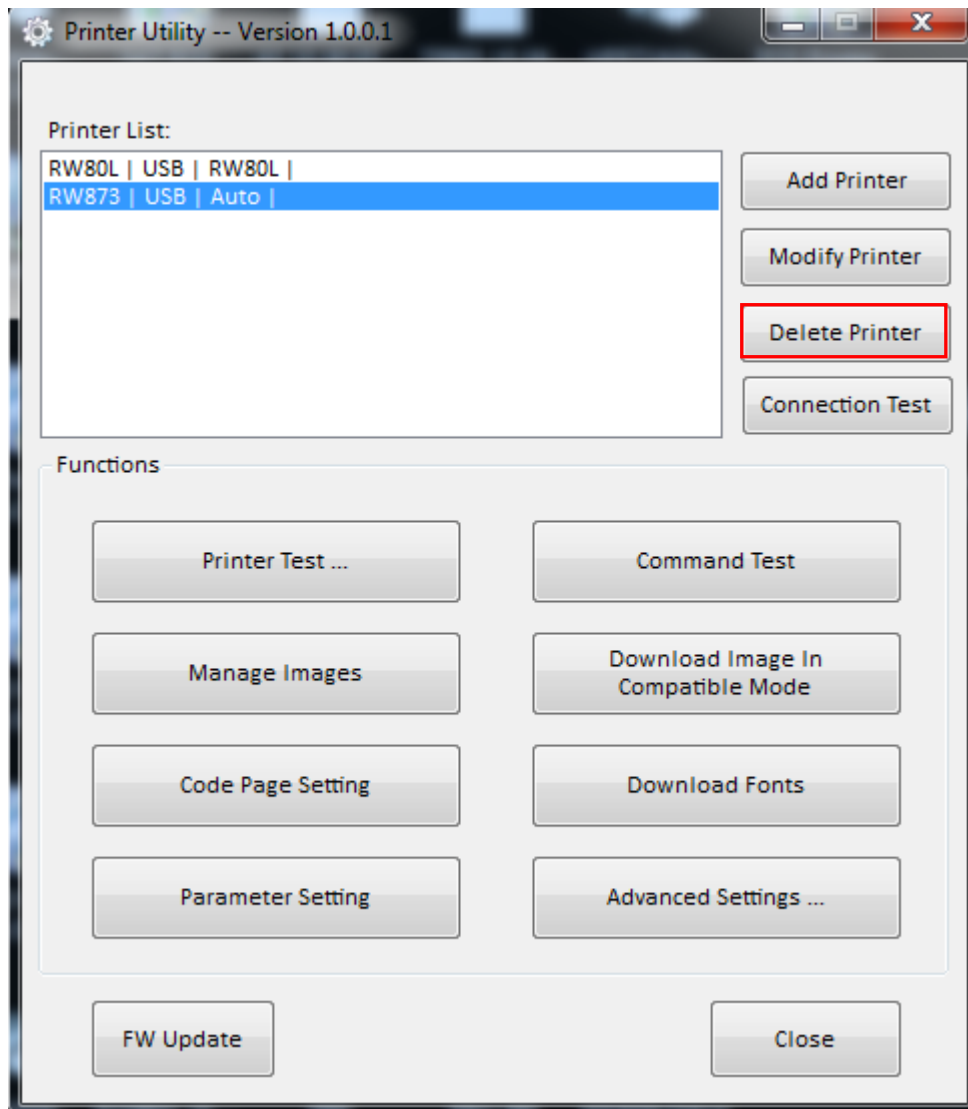 Printer Utility -- Version 1.0.0.1
Printer List:
RW80L | USB | RW80L |
RW873 | USB | Auto |
Add Printer
Modify Printer
Delete Printer
Connection Test
Functions
Printer Test ...
Command Test
Manage Images
Download Image In
Compatible Mode
Code Page Setting
Download Fonts
Parameter Setting
Advanced Settings ...
FW Update
Close